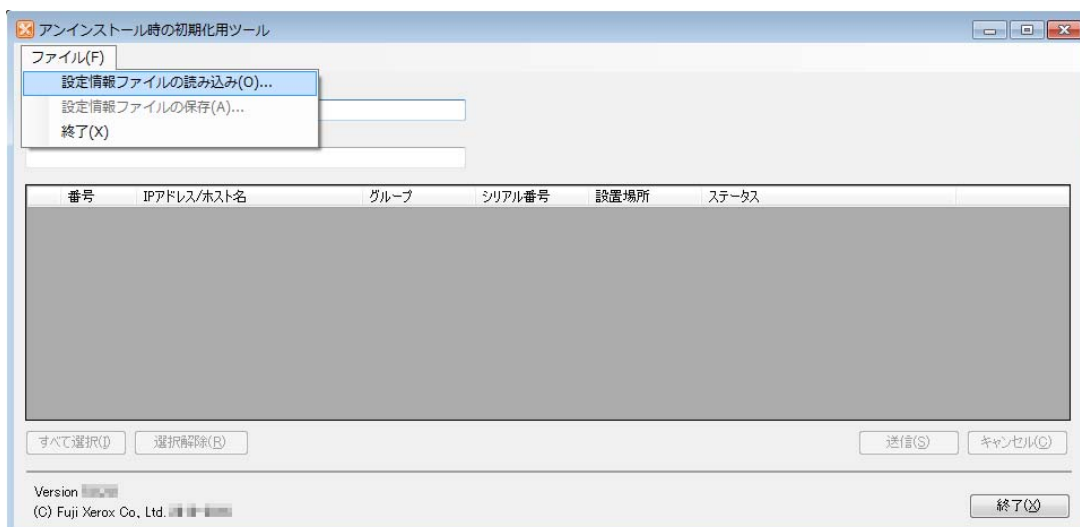 アンインストール時の初期化用ツール
ファイル(F)
設定情報ファイルの読み込み(O)...
設定情報ファイルの保存(A)...
終了(X)
番号 IPアドレス/ホスト名 グループ シリアル番号 設置場所 ステータス
すべて選択(I) 選択解除(R) 送信(S) キャンセル(C)
Version
(C) Fuji Xerox Co., Ltd.
終了(X)